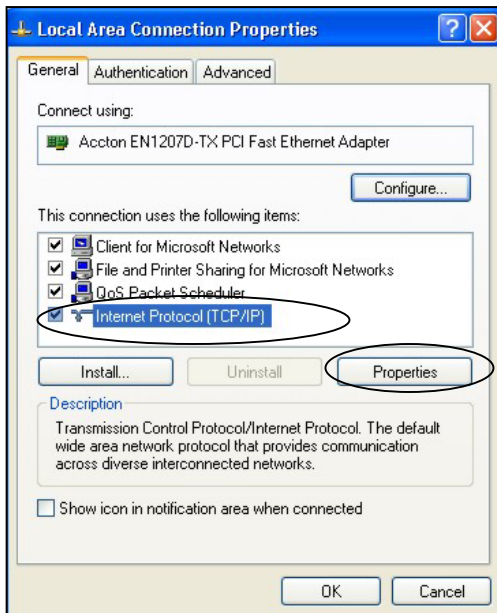 Local Area Connection Properties
General Authentication Advanced
Connect using:
Accton EN1207D-TX PCI Fast Ethernet Adapter
Configure...
This connection uses the following items:
Client for Microsoft Networks
File and Printer Sharing for Microsoft Networks
QoS Packet Scheduler
Internet Protocol (TCP/IP)
Install... Uninstall Properties
Description
Transmission Control Protocol/Internet Protocol. The default
wide area network protocol that provides communication
across diverse interconnected networks.
Show icon in notification area when connected
OK Cancel